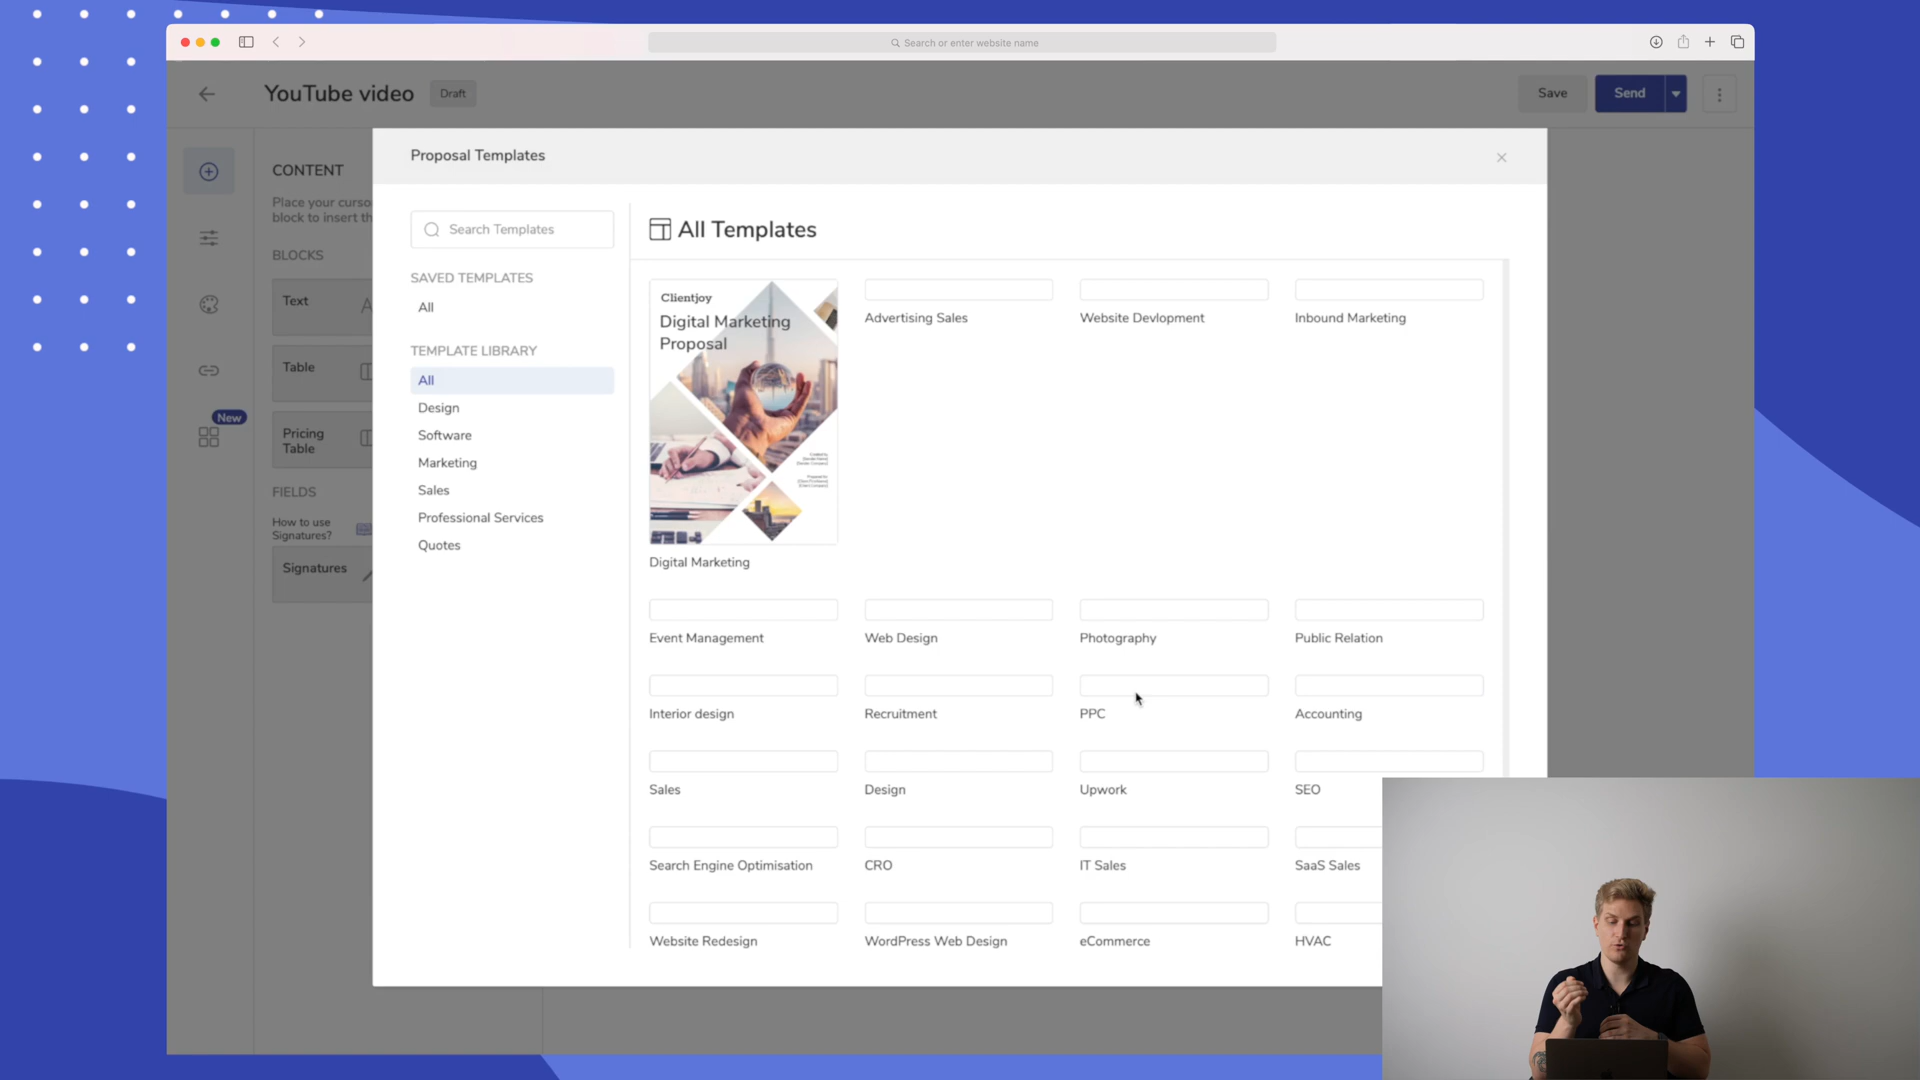 Search or enter website name
YouTube video
Draft
Save
Send
CONTENT
Place your curso
block to insert th
BLOCKS
Text
A
Table
New
Pricing
Table
FIELDS
How to use
Signatures?
Signatures
Proposal Templates
Search Templates
SAVED TEMPLATES
All
TEMPLATE LIBRARY
All
Design
Software
Marketing
Sales
Professional Services
Quotes
All Templates
Clientjoy
Digital Marketing
Proposal
Digital Marketing
Advertising Sales
Website Devlopment
Inbound Marketing
Event Management
Web Design
Photography
Public Relation
Interior design
Recruitment
PPC
Accounting
Sales
Design
Upwork
SEO
Search Engine Optimisation
CRO
IT Sales
SaaS Sales
Website Redesign
WordPress Web Design
eCommerce
HVAC